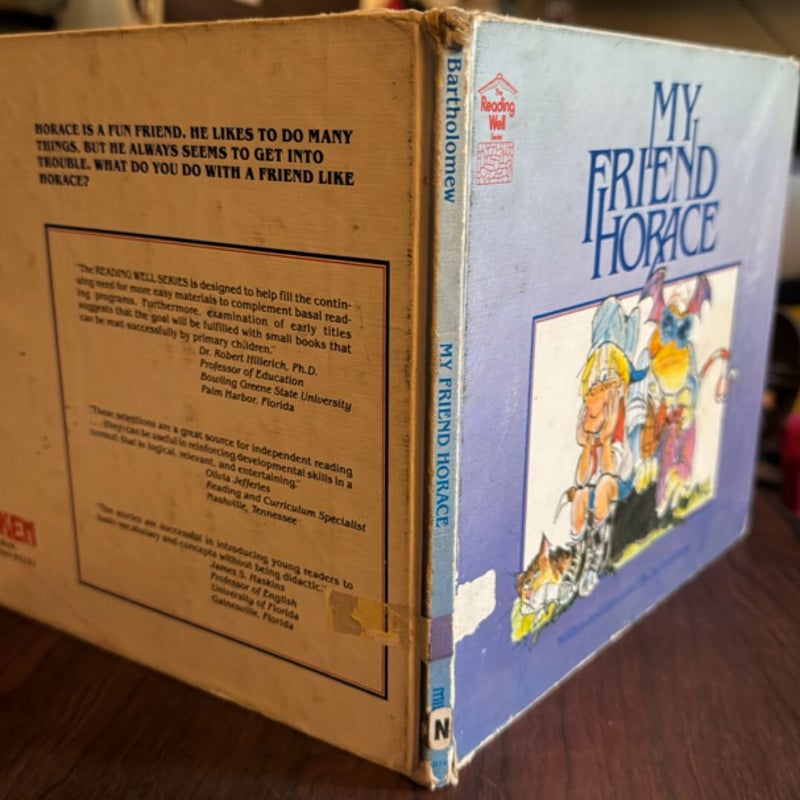 HORACE IS A FUN FRIEND. HE LIKES TO DO MANY
THINGS, BUT HE ALWAYS SEEMS TO GET INTO
TROUBLE. WHAT DO YOU DO WITH A FRIEND LIKE
HORACE?
"The READING WELL SERIES is designed to help fill the contin-
uing need for more easy materials to complement basal read-
ing programs. Furthermore, examination of early titles
suggests that the goal will be fulfilled with small books that
can be read successfully by primary children."
Dr. Robert Hillerich, Ph.D.
Professor of Education
Bowling Greene State University
Palm Harbor, Florida
"These selections are a great source for independent reading
...(they) can be useful in reinforcing developmental skills in a
context that is logical, relevant, and entertaining."
Olivia Jefferies
Reading and Curriculum Specialist
Nashville, Tennessee
"The stories are successful in introducing young readers to
basic vocabulary and concepts without being didactic."
James S. Haskins
Professor of English
University of Florida
Gainesville, Florida
KEN
Bartholomew
MY FRIEND HORACE
N
The
Reading
Well
Series
MY
FRIEND
HORACE